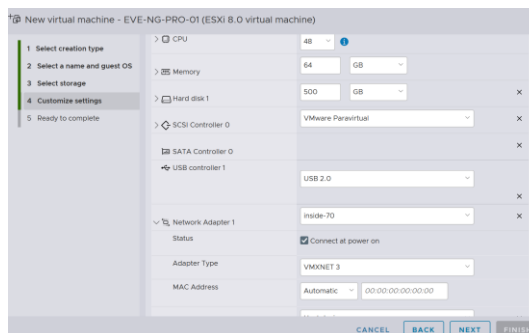 New virtual machine - EVE-NG-PRO-01 (ESXi 8.0 virtual machine)
1 Select creation type
2 Select a name and guest OS
3 Select storage
4 Customize settings
5 Ready to complete
CPU 48
Memory 64 GB
Hard disk 1 500 GB
SCSI Controller 0 VMware Paravirtual
SATA Controller 0
USB controller 1
USB 2.0
Network Adapter 1 Inside-70
Status Connect at power on
Adapter Type VMXNET 3
MAC Address Automatic 00:00:00:00:00:00
CANCEL BACK NEXT FINISH